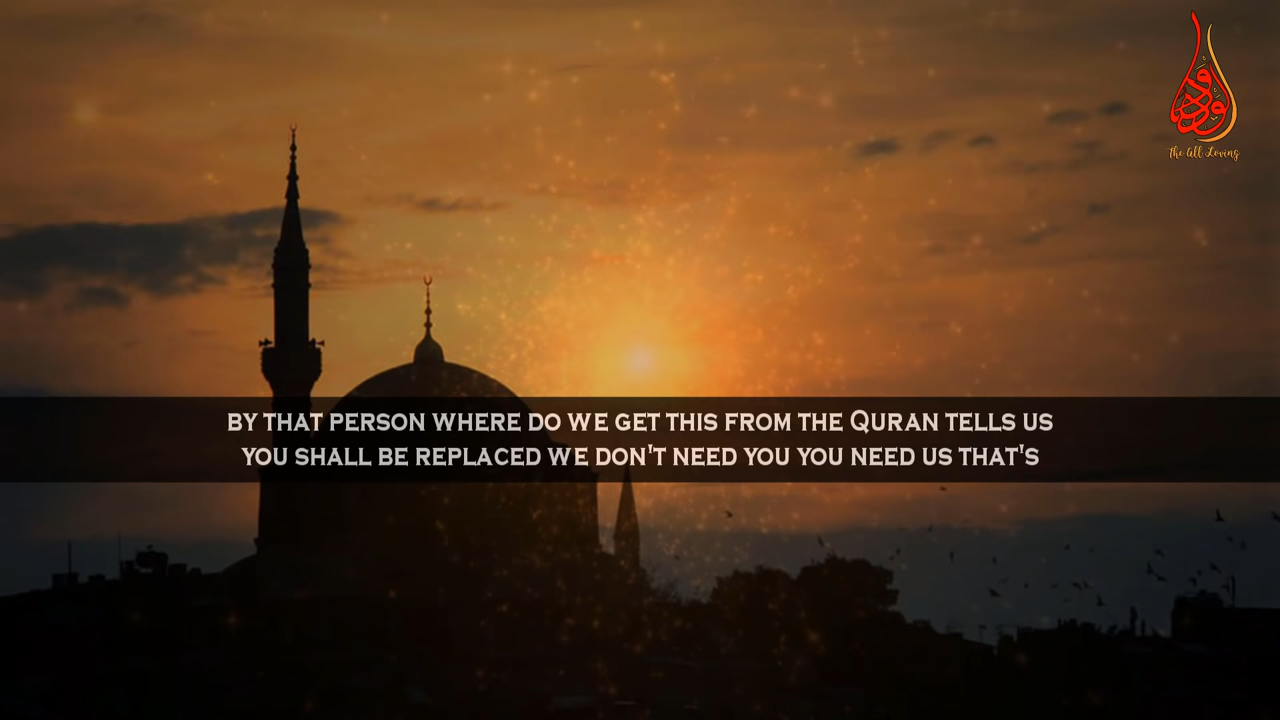 الودود
The All Loving
BY THAT PERSON WHERE DO WE GET THIS FROM THE QURAN TELLS US
YOU SHALL BE REPLACED WE DON'T NEED YOU YOU NEED US THAT'S